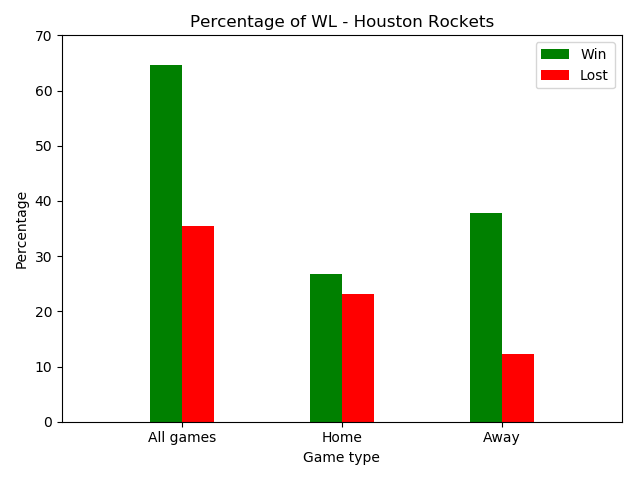 Percentage of WL - Houston Rockets
70
60
50
40
30
20
10
0
Percentage
Win
Lost
All games
Home
Away
Game type